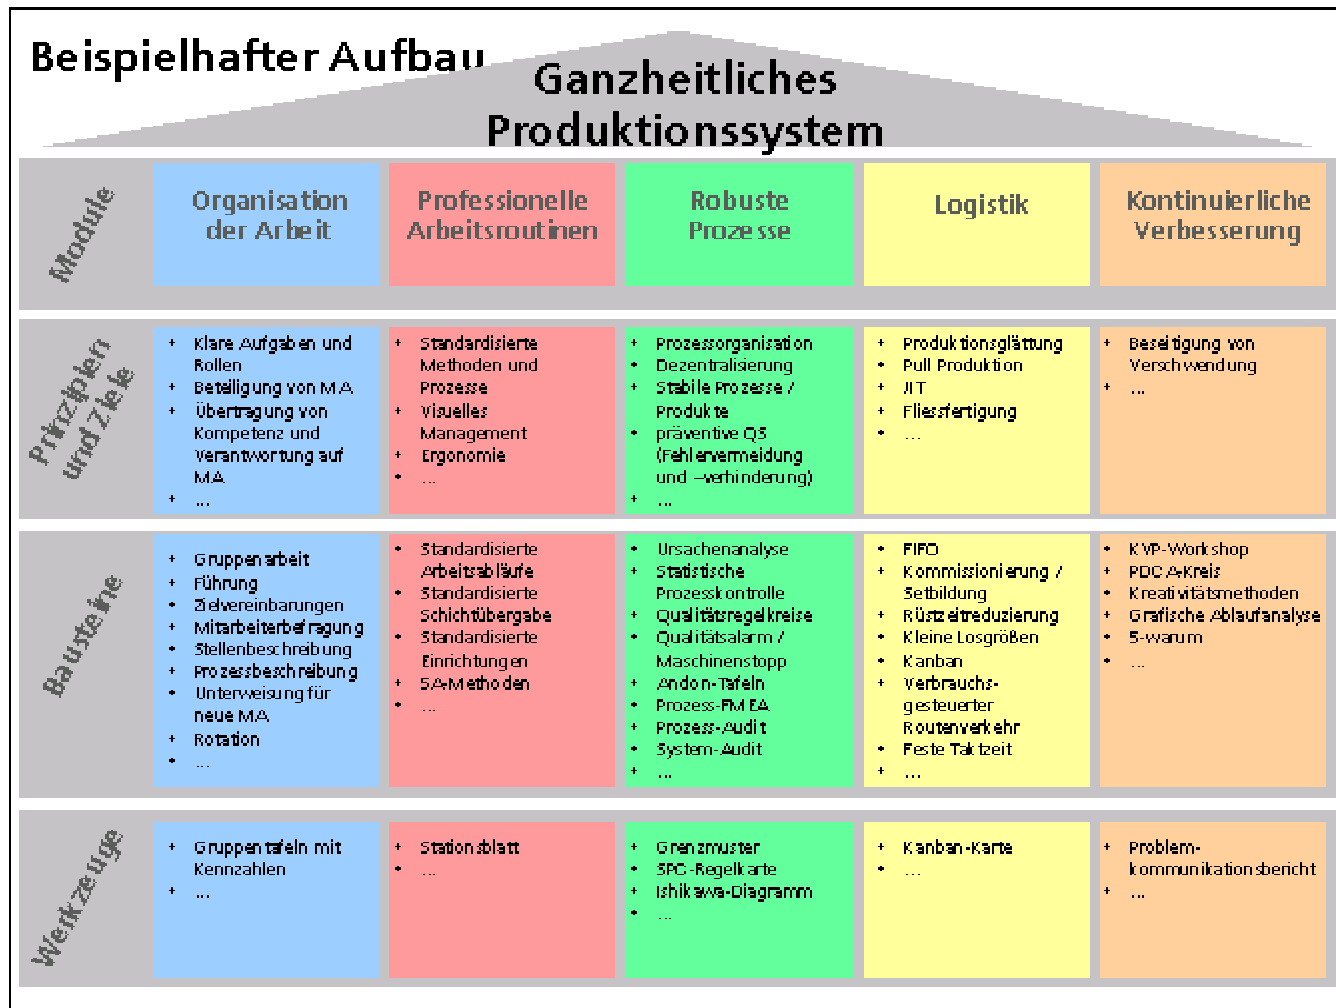 Beispielhafter Aufbau
Ganzheitliches
Produktionssystem
Module
Organisation
der Arbeit
Professionelle
Arbeitsroutinen
Robuste
Prozesse
Logistik
Kontinuierliche
Verbesserung
Prinzipien
und Ziele
Klare Aufgaben und
Rollen
Beteiligung von MA
Übertragung von
Kompetenz und
Verantwortung auf
MA
...
Standardisierte
Methoden und
Prozesse
Visuelles
Management
Ergonomie
...
Prozessorganisation
Dezentralisierung
Stabile Prozesse /
Produkte
präventive QS
(Fehlervermeidung
und –verhinderung)
...
Produktionsglättung
Pull Produktion
JIT
Fliessfertigung
...
Beseitigung von
Verschwendung
...
Bausteine
Gruppenarbeit
Führung
Zielvereinbarungen
Mitarbeiterbefragung
Stellenbeschreibung
Prozessbeschreibung
Unterweisung für
neue MA
Rotation
...
Standardisierte
Arbeitsabläufe
Standardisierte
Schichtübergabe
Standardisierte
Einrichtungen
5A-Methoden
...
Ursachenanalyse
Statistische
Prozesskontrolle
Qualitätsregelkreise
Qualitätsalarm /
Maschinenstopp
Andon-Tafeln
Prozess-FMEA
Prozess-Audit
System-Audit
...
FIFO
Kommissionierung /
Setbildung
Rüstzeitreduzierung
Kleine Losgrößen
Kanban
Verbrauchs-
gesteuerter
Routenverkehr
Feste Taktzeit
...
KVP-Workshop
PDCA-Kreis
Kreativitätsmethoden
Grafische Ablaufanalyse
5-warum
...
Werkzeuge
Gruppentafeln mit
Kennzahlen
...
Stationsblatt
...
Grenzmuster
SPC-Regelkarte
Ishikawa-Diagramm
...
Kanban-Karte
...
Problem-
kommunikationsbericht
...